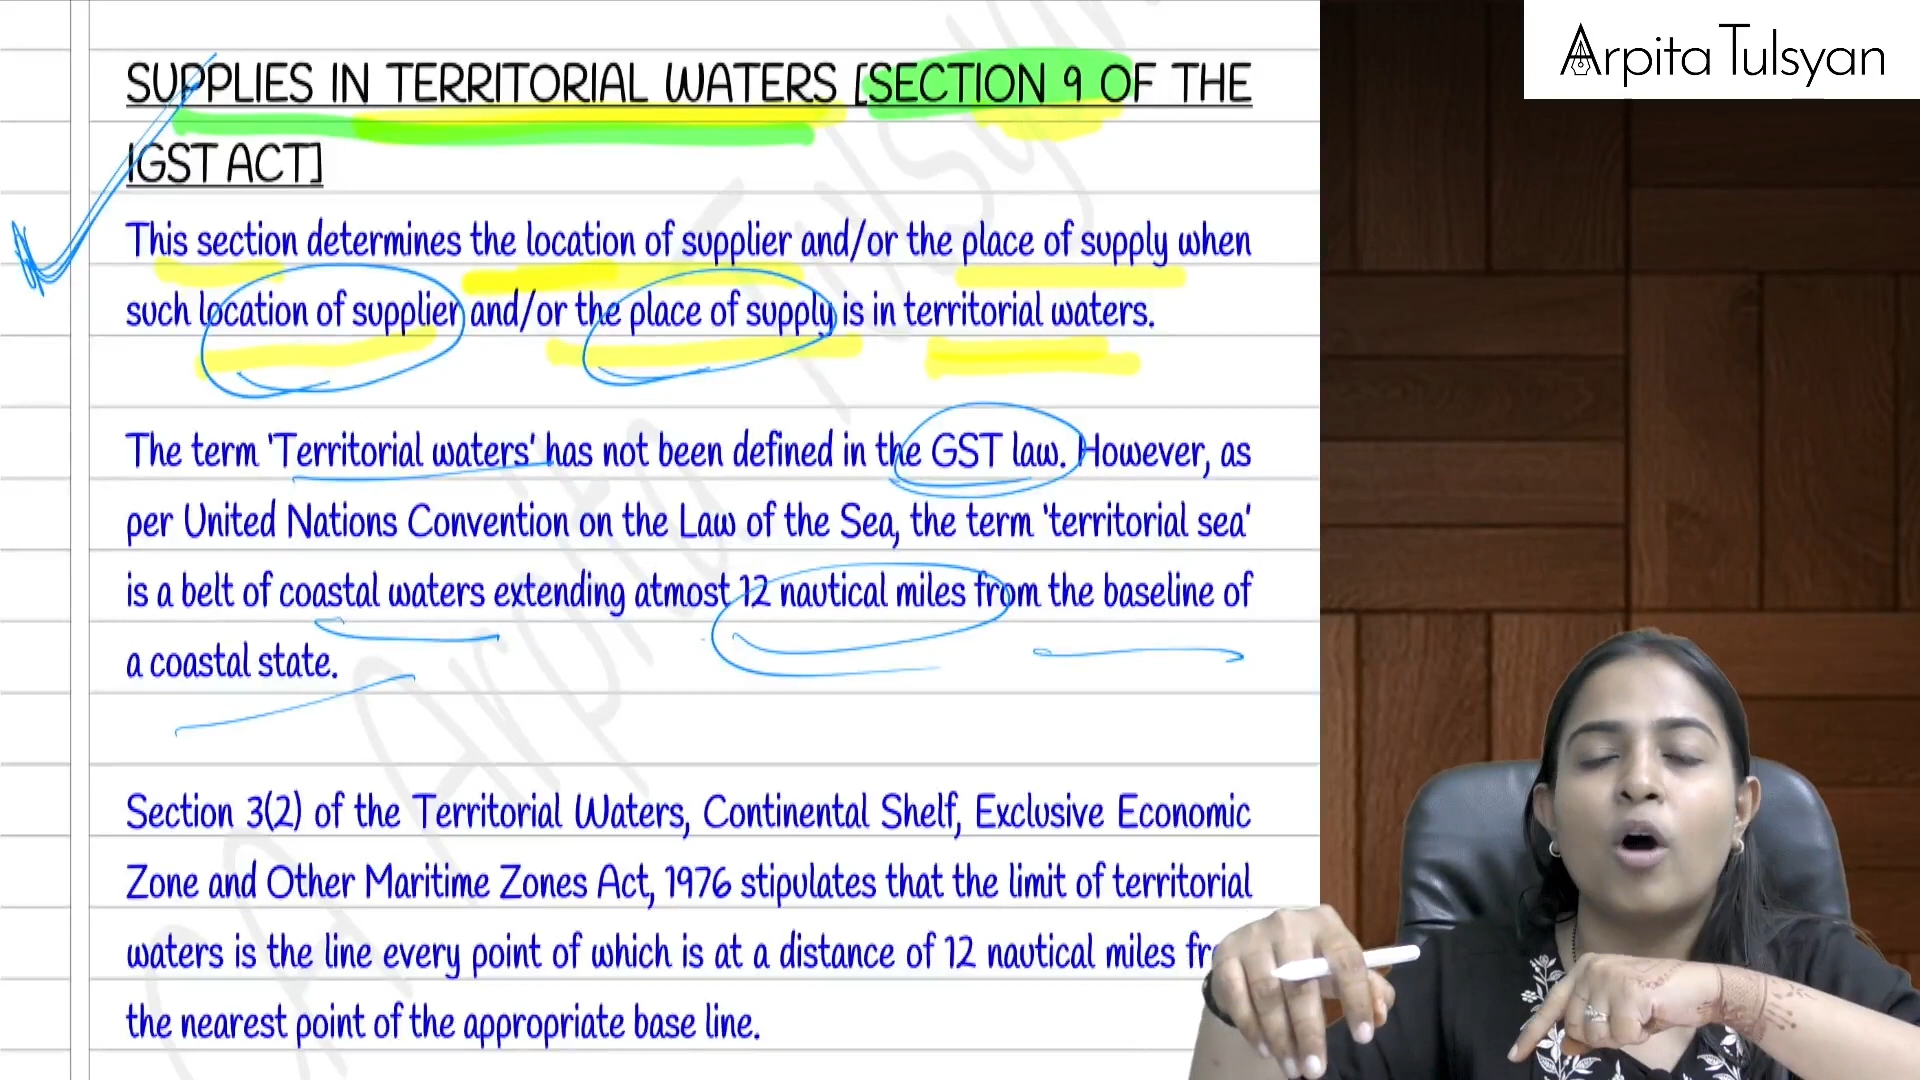 Arpita Tulsyan
SUPPLIES IN TERRITORIAL WATERS [SECTION 9 OF THE
IGST ACT]
This section determines the location of supplier and/or the place of supply when
such location of supplier and/or the place of supply is in territorial waters.
The term 'Territorial waters' has not been defined in the GST law. However, as
per United Nations Convention on the Law of the Sea, the term 'territorial sea'
is a belt of coastal waters extending atmost 12 nautical miles from the baseline of
a coastal state.
Section 3(2) of the Territorial Waters, Continental Shelf, Exclusive Economic
Zone and Other Maritime Zones Act, 1976 stipulates that the limit of territorial
waters is the line every point of which is at a distance of 12 nautical miles
the nearest point of the appropriate base line.
CA Arpita Tulsyan